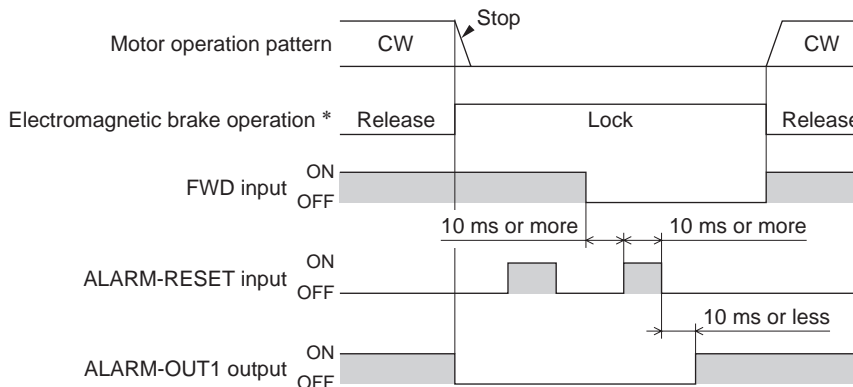 Stop
Motor operation pattern CW CW
Electromagnetic brake operation * Release Lock Release
ON
FWD input
OFF
10 ms or more 10 ms or more
ON
ALARM-RESET input
OFF
10 ms or less
ON
ALARM-OUT1 output
OFF